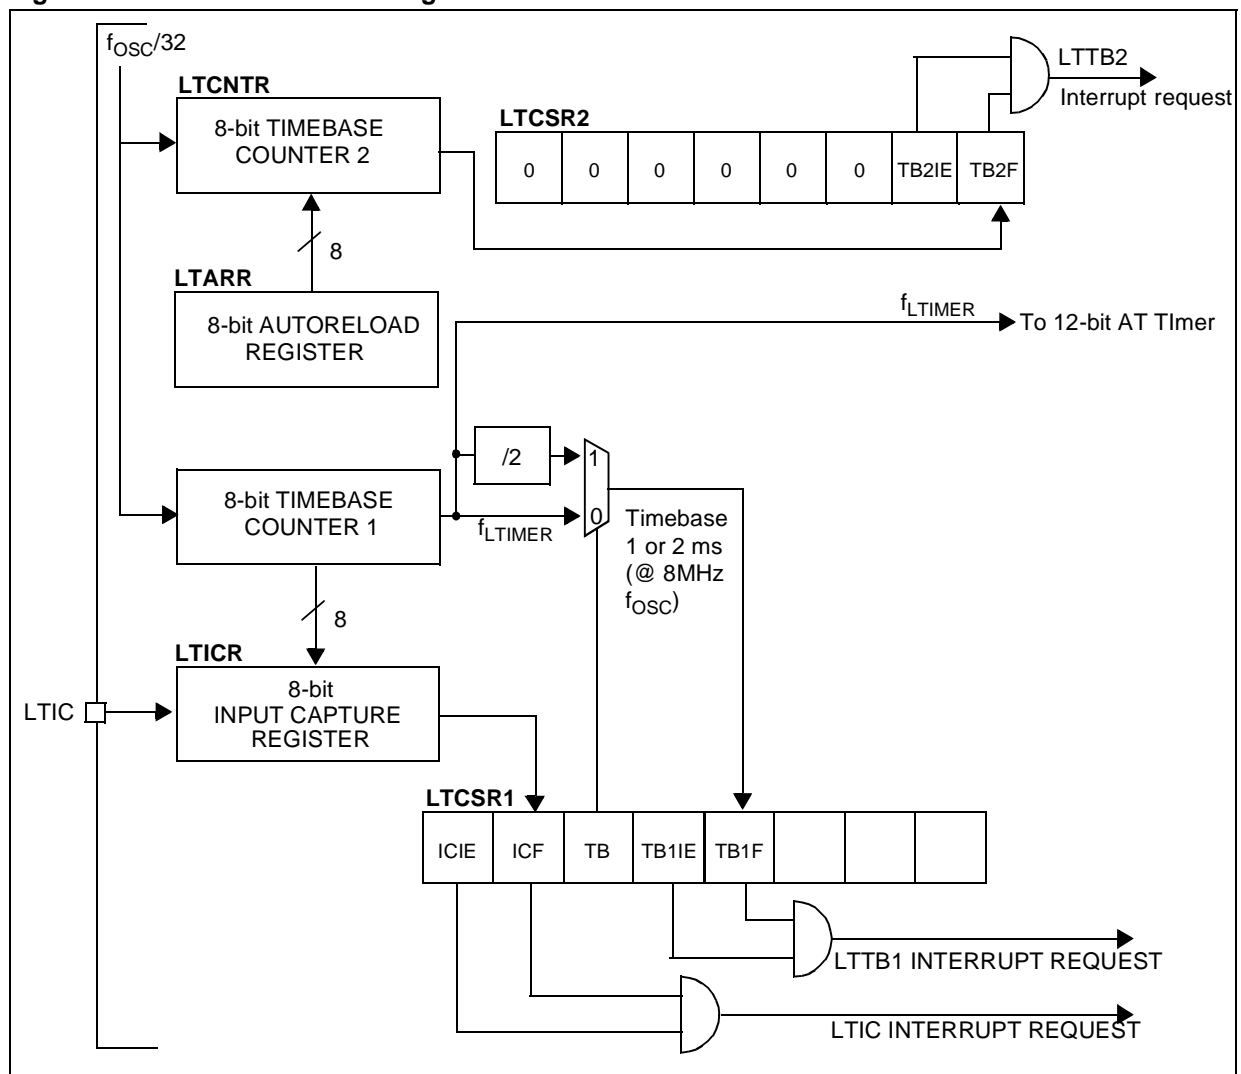 fOSC/32
LTTB2
Interrupt request
LTCNTR
8-bit TIMEBASE
COUNTER 2
LTCSR2
0 0 0 0 0 0 TB2IE TB2F
8
LTARR
8-bit AUTORELOAD
REGISTER
fLTIMER
To 12-bit AT TImer
/2
1
8-bit TIMEBASE
COUNTER 1
fLTIMER
0
Timebase
1 or 2 ms
(@ 8MHz
fOSC)
8
LTICR
LTIC
8-bit
INPUT CAPTURE
REGISTER
LTCSR1
ICIE ICF TB TB1IE TB1F
LTTB1 INTERRUPT REQUEST
LTIC INTERRUPT REQUEST